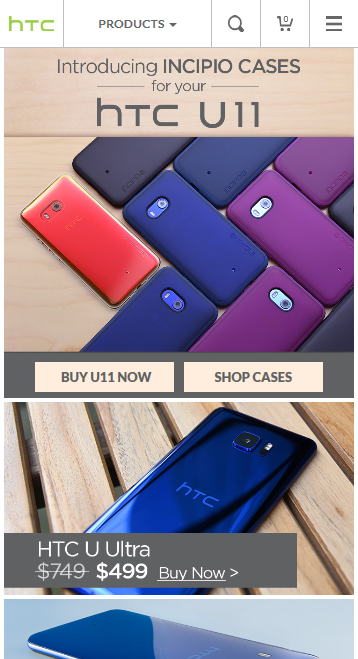 hTC
PRODUCTS
0
Introducing INCIPIO CASES
for your
hTC U11
hTC
BUY U11 NOW
SHOP CASES
hTC
HTC U Ultra
$749 $499 Buy Now >